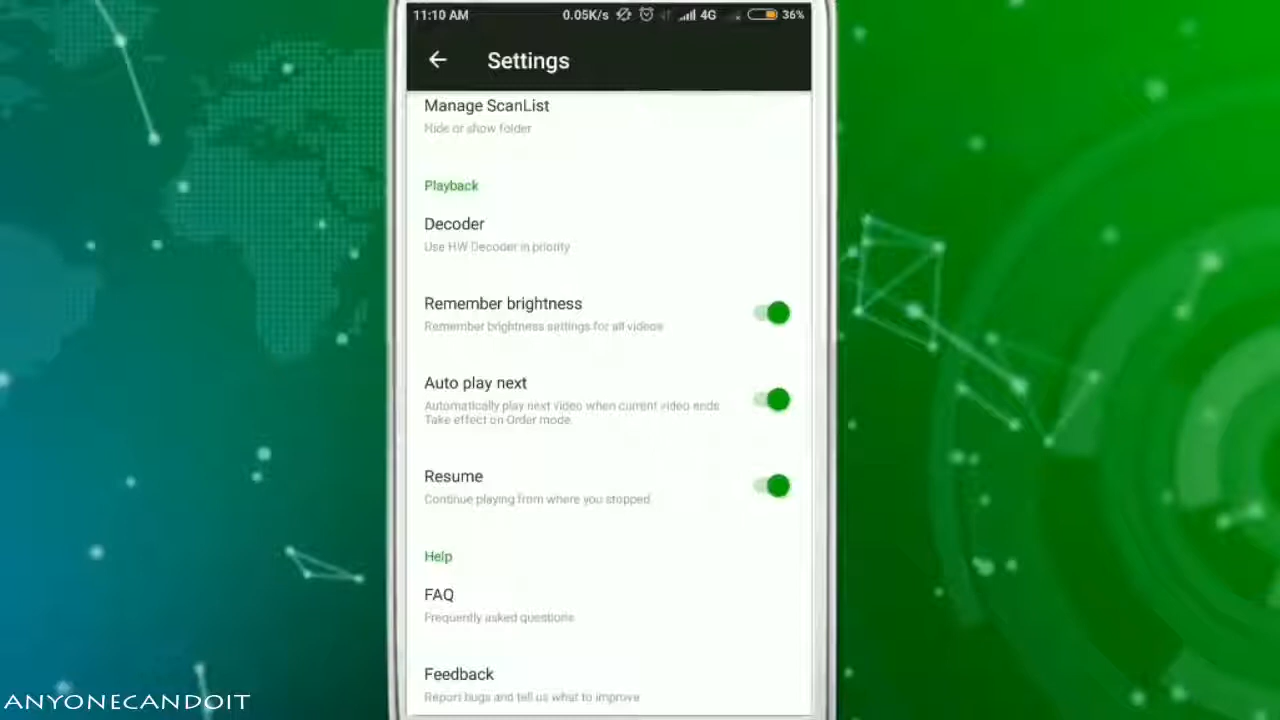 11:10 AM 0.05K/s 4G 36%
Settings
Manage ScanList
Hide or show folder
Playback
Decoder
Use HW Decoder in priority
Remember brightness
Remember brightness settings for all videos
Auto play next
Automatically play next video when current video ends
Take effect on Order mode.
Resume
Continue playing from where you stopped
Help
FAQ
Frequently asked questions
Feedback
Report bugs and tell us what to improve
ANYONECANDOIT